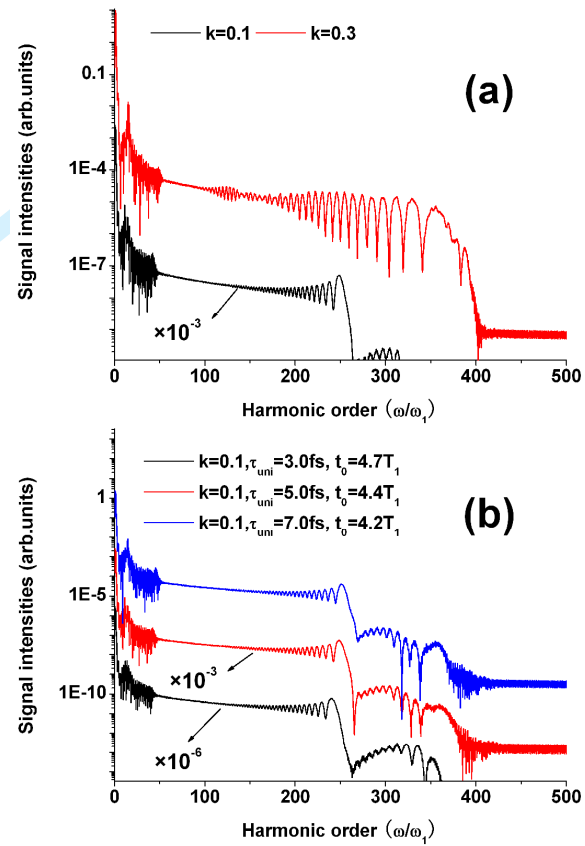 k=0.1 k=0.3
(a)
0.1
1E-4
1E-7
×10⁻³
0 100 200 300 400 500
Signal intensities (arb.units)
Harmonic order (ω/ω₁)
k=0.1,τuni=3.0fs, t₀=4.7T₁
k=0.1,τuni=5.0fs, t₀=4.4T₁
k=0.1,τuni=7.0fs, t₀=4.2T₁
(b)
1
1E-5
1E-10
×10⁻³
×10⁻⁶
0 100 200 300 400 500
Signal intensities (arb.units)
Harmonic order (ω/ω₁)